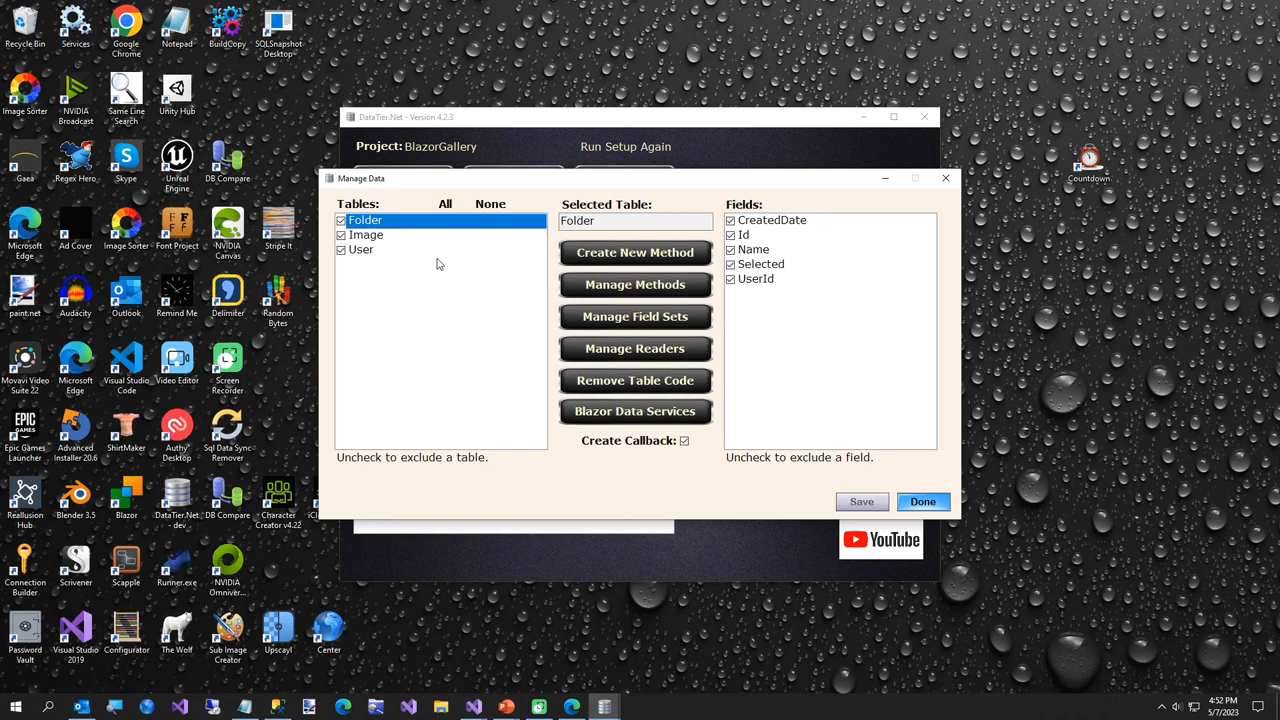 Recycle Bin
Services
Google Chrome
Notepad
BuildCopy
SQLSnapshot Desktop
Image Sorter
NVIDIA Broadcast
Same Line Search
Unity Hub
Gaea
Regex Hero
Skype
Unreal Engine
DB Compare
Microsoft Edge
Ad Cover
Image Sorter
Font Project
NVIDIA Canvas
Stripe It
paint.net
Audacity
Outlook
Remind Me
Delimiter
Random Bytes
Movavi Video Suite 22
Microsoft Edge
Visual Studio Code
Video Editor
Screen Recorder
Epic Games Launcher
Advanced Installer 20.6
ShirtMaker
Authy Desktop
Sql Data Sync Remover
Reallusion Hub
Blender 3.5
Blazor
DataTier.Net - dev
DB Compare
Character Creator v4.22
Connection Builder
Scrivener
Scapple
Runner.exe
NVIDIA Omniver...
Password Vault
Visual Studio 2019
Configurator
The Wolf
Sub Image Creator
Upscayl
Center
Countdown
DataTier.Net - Version 4.2.3
Project: BlazorGallery
Run Setup Again
Manage Data
Tables: All None
Folder
Image
User
Uncheck to exclude a table.
Selected Table:
Folder
Create New Method
Manage Methods
Manage Field Sets
Manage Readers
Remove Table Code
Blazor Data Services
Create Callback:
Fields:
CreatedDate
Id
Name
Selected
UserId
Uncheck to exclude a field.
Save
Done
YouTube
4:52 PM
5/7/2023